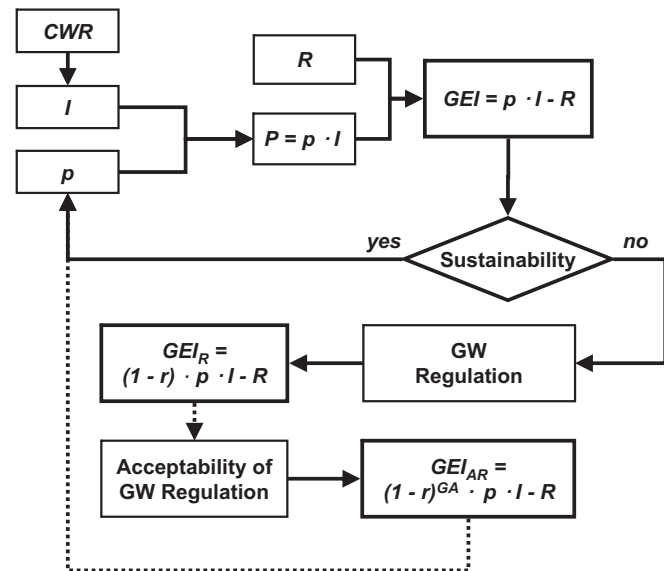 CWR
R
I
GEI = p · I - R
P = p · I
p
yes
no
Sustainability
GEI_R =
(1 - r) · p · I - R
GW
Regulation
Acceptability of
GW Regulation
GEI_AR =
(1 - r)^GA · p · I - R